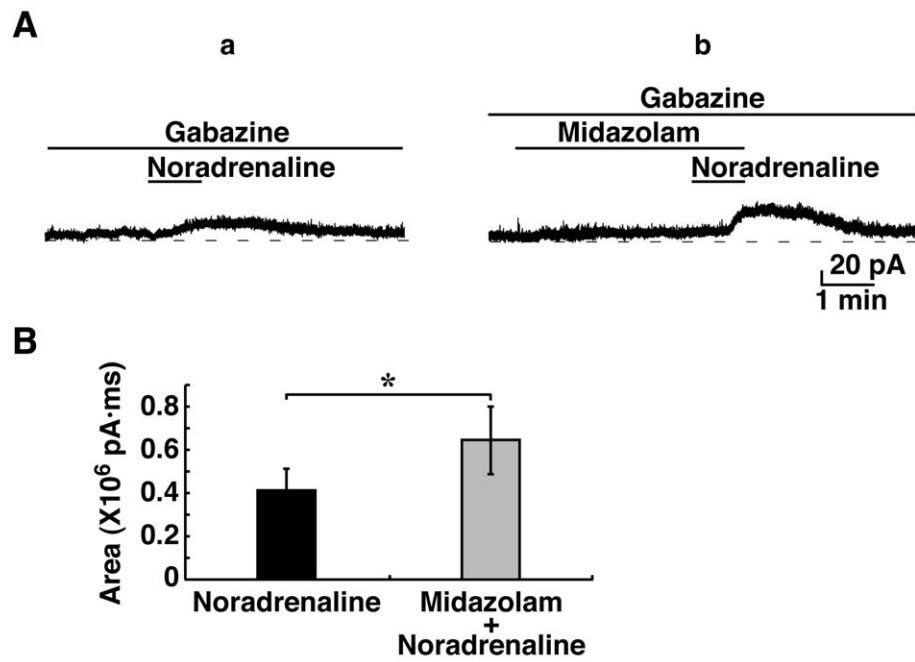 A
a
b
Gabazine
Noradrenaline
Gabazine
Midazolam
Noradrenaline
20 pA
1 min
B
*
Area (X10⁶ pA·ms)
0.8
0.6
0.4
0.2
0
Noradrenaline
Midazolam
+
Noradrenaline